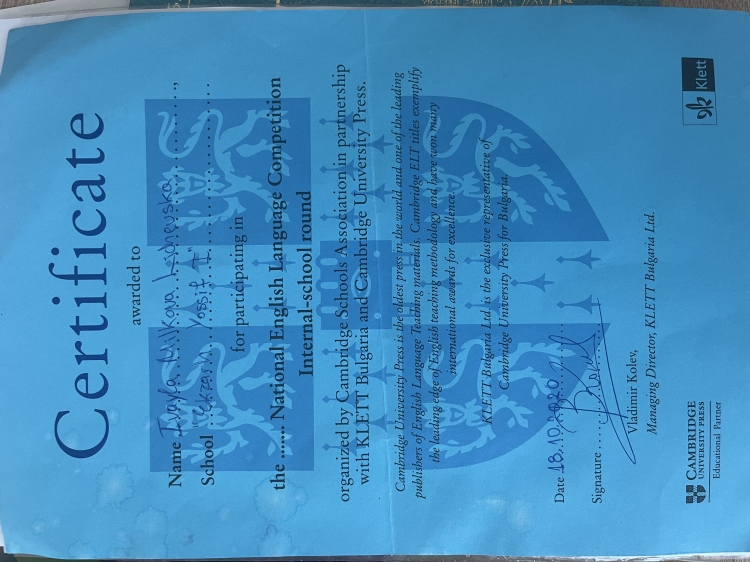 Certificate
awarded to
Name Ivayla Milkova
School "Ekzarh Yossif I"
for participating in
the ....... National English Language Competition
Internal-school round
organized by Cambridge Schools Association in partnership
with KLETT Bulgaria and Cambridge University Press.
Cambridge University Press is the oldest press in the world and one of the leading
publishers of English Language Teaching materials. Cambridge ELT titles exemplify
the leading edge of English teaching methodology and have won many
international awards for excellence.
KLETT Bulgaria Ltd. is the exclusive representative of
Cambridge University Press for Bulgaria.
Date 18.10.2020
Signature
Vladimir Kolev,
Managing Director, KLETT Bulgaria Ltd.
CAMBRIDGE
UNIVERSITY PRESS
Educational Partner
Klett